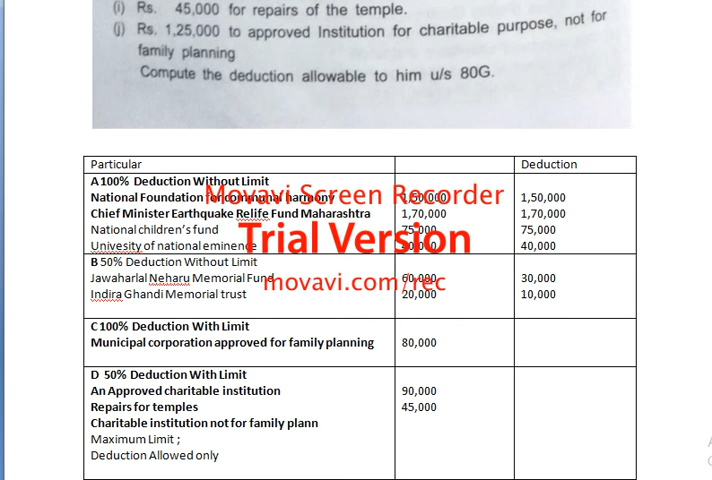 (i) Rs. 45,000 for repairs of the temple.
(j) Rs. 1,25,000 to approved Institution for charitable purpose, not for
family planning
Compute the deduction allowable to him u/s 80G.
Particular Deduction
A 100% Deduction Without Limit
National Foundation for communal harmony 1,50,000 1,50,000
Chief Minister Earthquake Relife Fund Maharashtra 1,70,000 1,70,000
National children's fund 75,000 75,000
Univesity of national eminence 40,000 40,000
B 50% Deduction Without Limit
Jawaharlal Neharu Memorial Fund 60,000 30,000
Indira Ghandi Memorial trust 20,000 10,000
C 100% Deduction With Limit
Municipal corporation approved for family planning 80,000
D 50% Deduction With Limit
An Approved charitable institution 90,000
Repairs for temples 45,000
Charitable institution not for family plann
Maximum Limit ;
Deduction Allowed only
Movavi Screen Recorder
Trial Version
movavi.com/rec